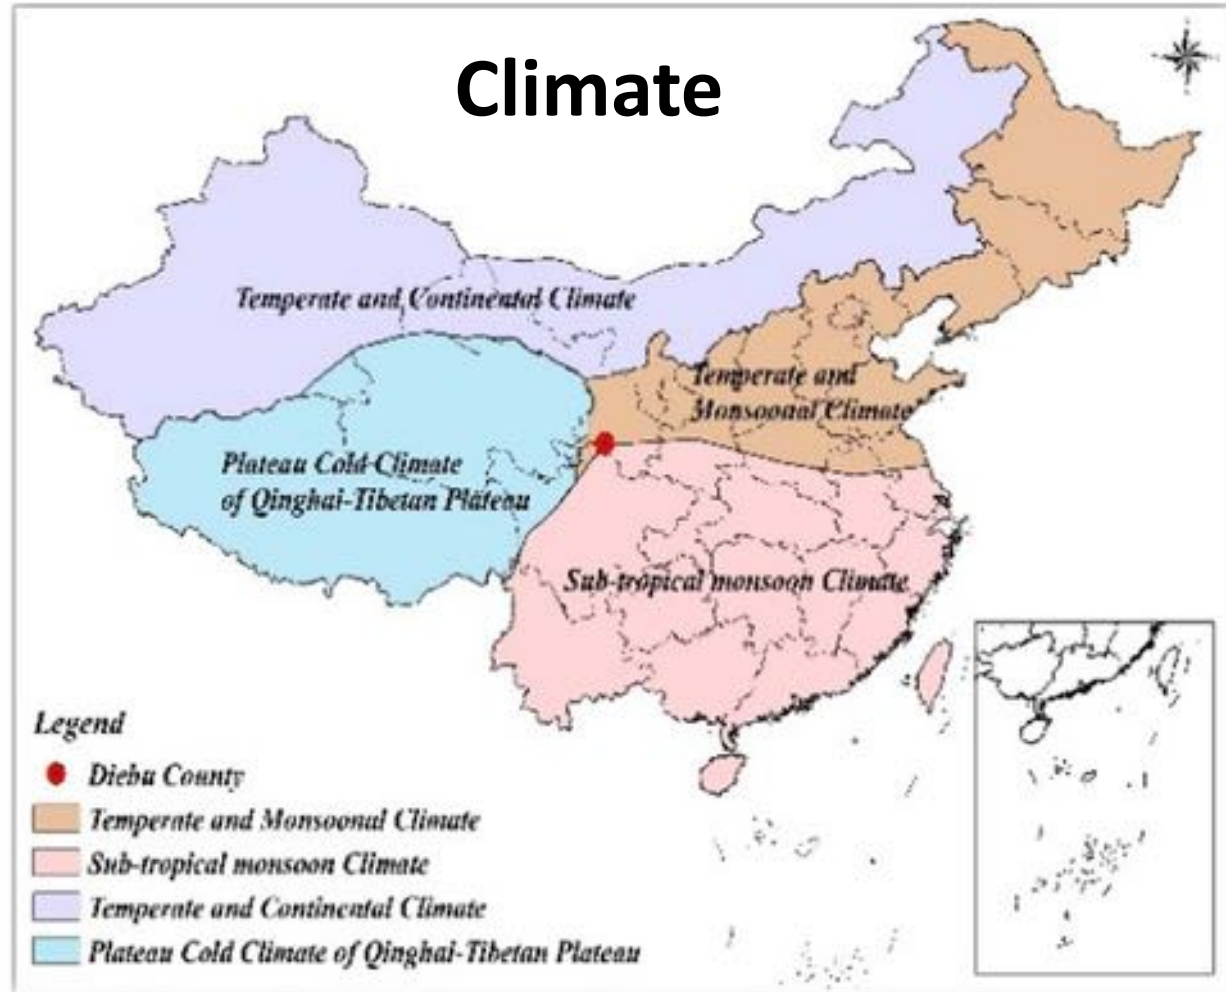 Climate
Temperate and Continental Climate
Temperate and
Monsoonal Climate
Plateau Cold Climate
of Qinghai-Tibetan Plateau
Sub-tropical monsoon Climate
Legend
Diebu County
Temperate and Monsoonal Climate
Sub-tropical monsoon Climate
Temperate and Continental Climate
Plateau Cold Climate of Qinghai-Tibetan Plateau